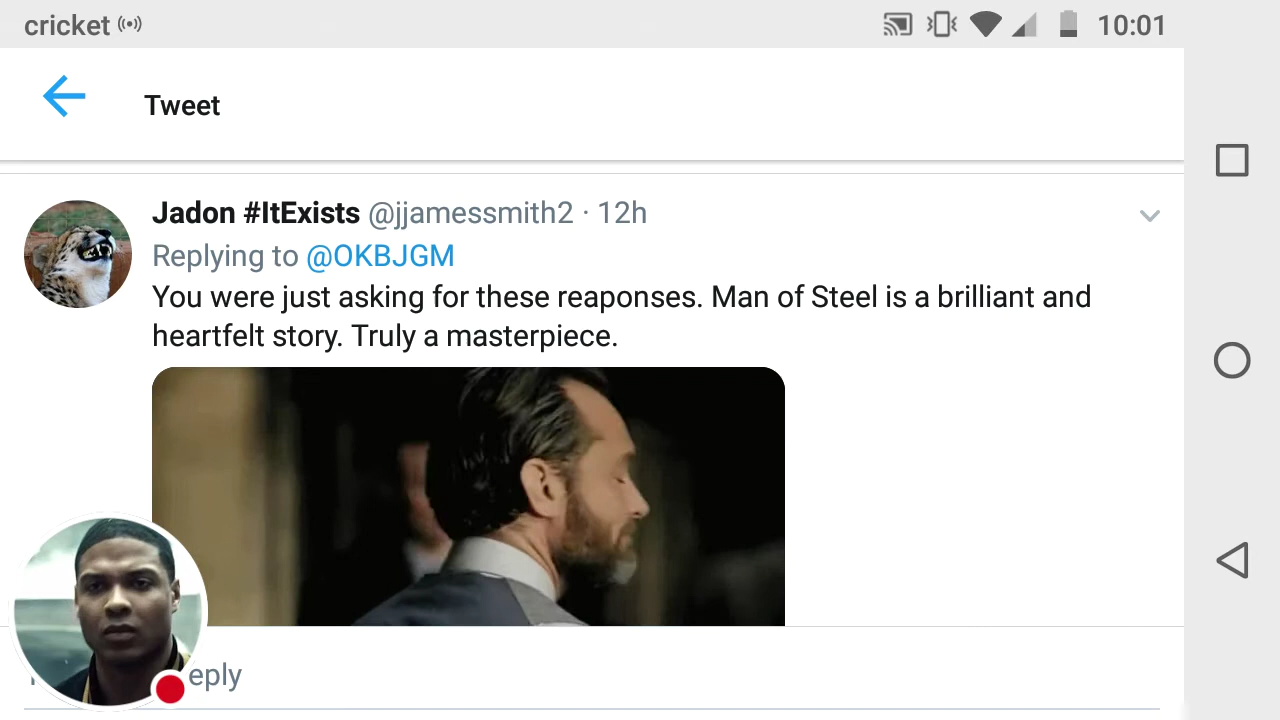 cricket 10:01
Tweet
Jadon #ItExists @jjamessmith2 · 12h
Replying to @OKBJGM
You were just asking for these reaponses. Man of Steel is a brilliant and
heartfelt story. Truly a masterpiece.
eply